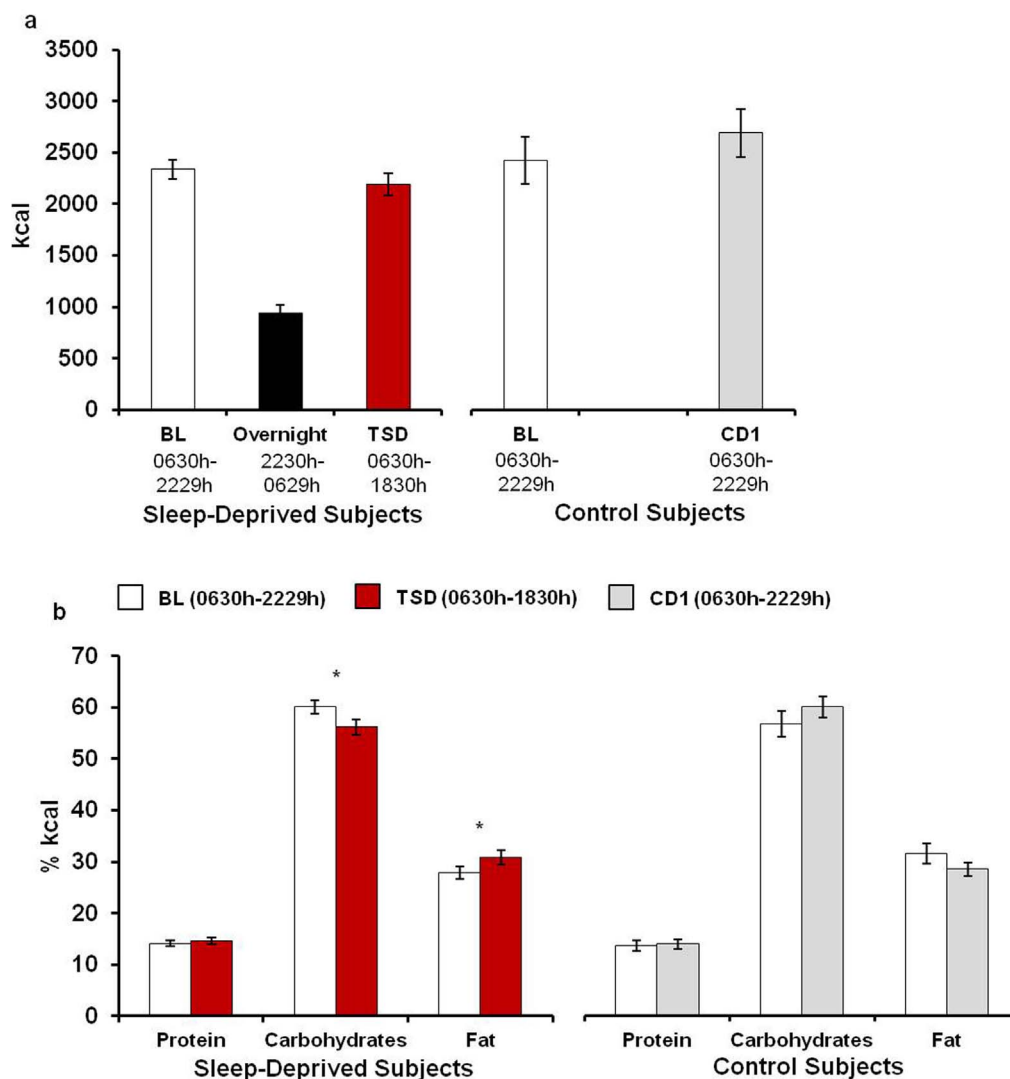 a
3500
3000
2500
2000
1500
1000
500
0
kcal
BL Overnight TSD BL CD1
0630h- 2230h- 0630h- 0630h- 0630h-
2229h 0629h 1830h 2229h 2229h
Sleep-Deprived Subjects Control Subjects
BL (0630h-2229h) TSD (0630h-1830h) CD1 (0630h-2229h)
b
70
60
50
40
30
20
10
0
% kcal
* 
*
Protein Carbohydrates Fat Protein Carbohydrates Fat
Sleep-Deprived Subjects Control Subjects